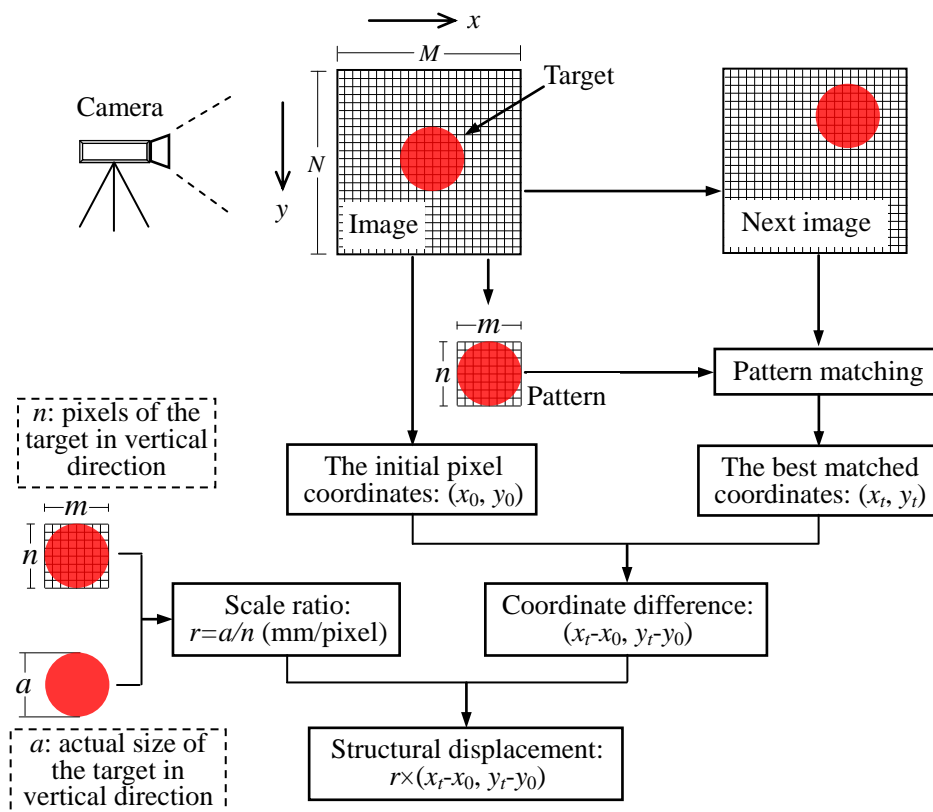 x
M
Target
Camera
N
y
Image
Next image
m
n
Pattern
Pattern matching
n: pixels of the
target in vertical
direction
The initial pixel
coordinates: (x₀, y₀)
The best matched
coordinates: (xₜ, yₜ)
m
n
Scale ratio:
r=a/n (mm/pixel)
Coordinate difference:
(xₜ-x₀, yₜ-y₀)
a
a: actual size of
the target in
vertical direction
Structural displacement:
r×(xₜ-x₀, yₜ-y₀)